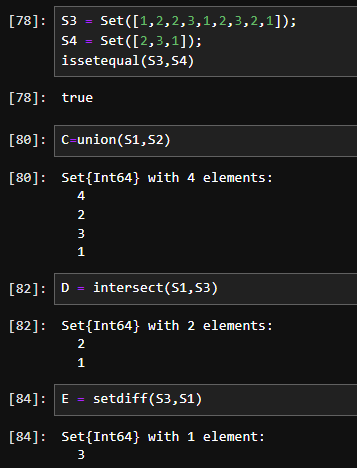 [78]: S3 = Set([1,2,2,3,1,2,3,2,1]);
S4 = Set([2,3,1]);
issetequal(S3,S4)
[78]: true
[80]: C=union(S1,S2)
[80]: Set{Int64} with 4 elements:
4
2
3
1
[82]: D = intersect(S1,S3)
[82]: Set{Int64} with 2 elements:
2
1
[84]: E = setdiff(S3,S1)
[84]: Set{Int64} with 1 element:
3